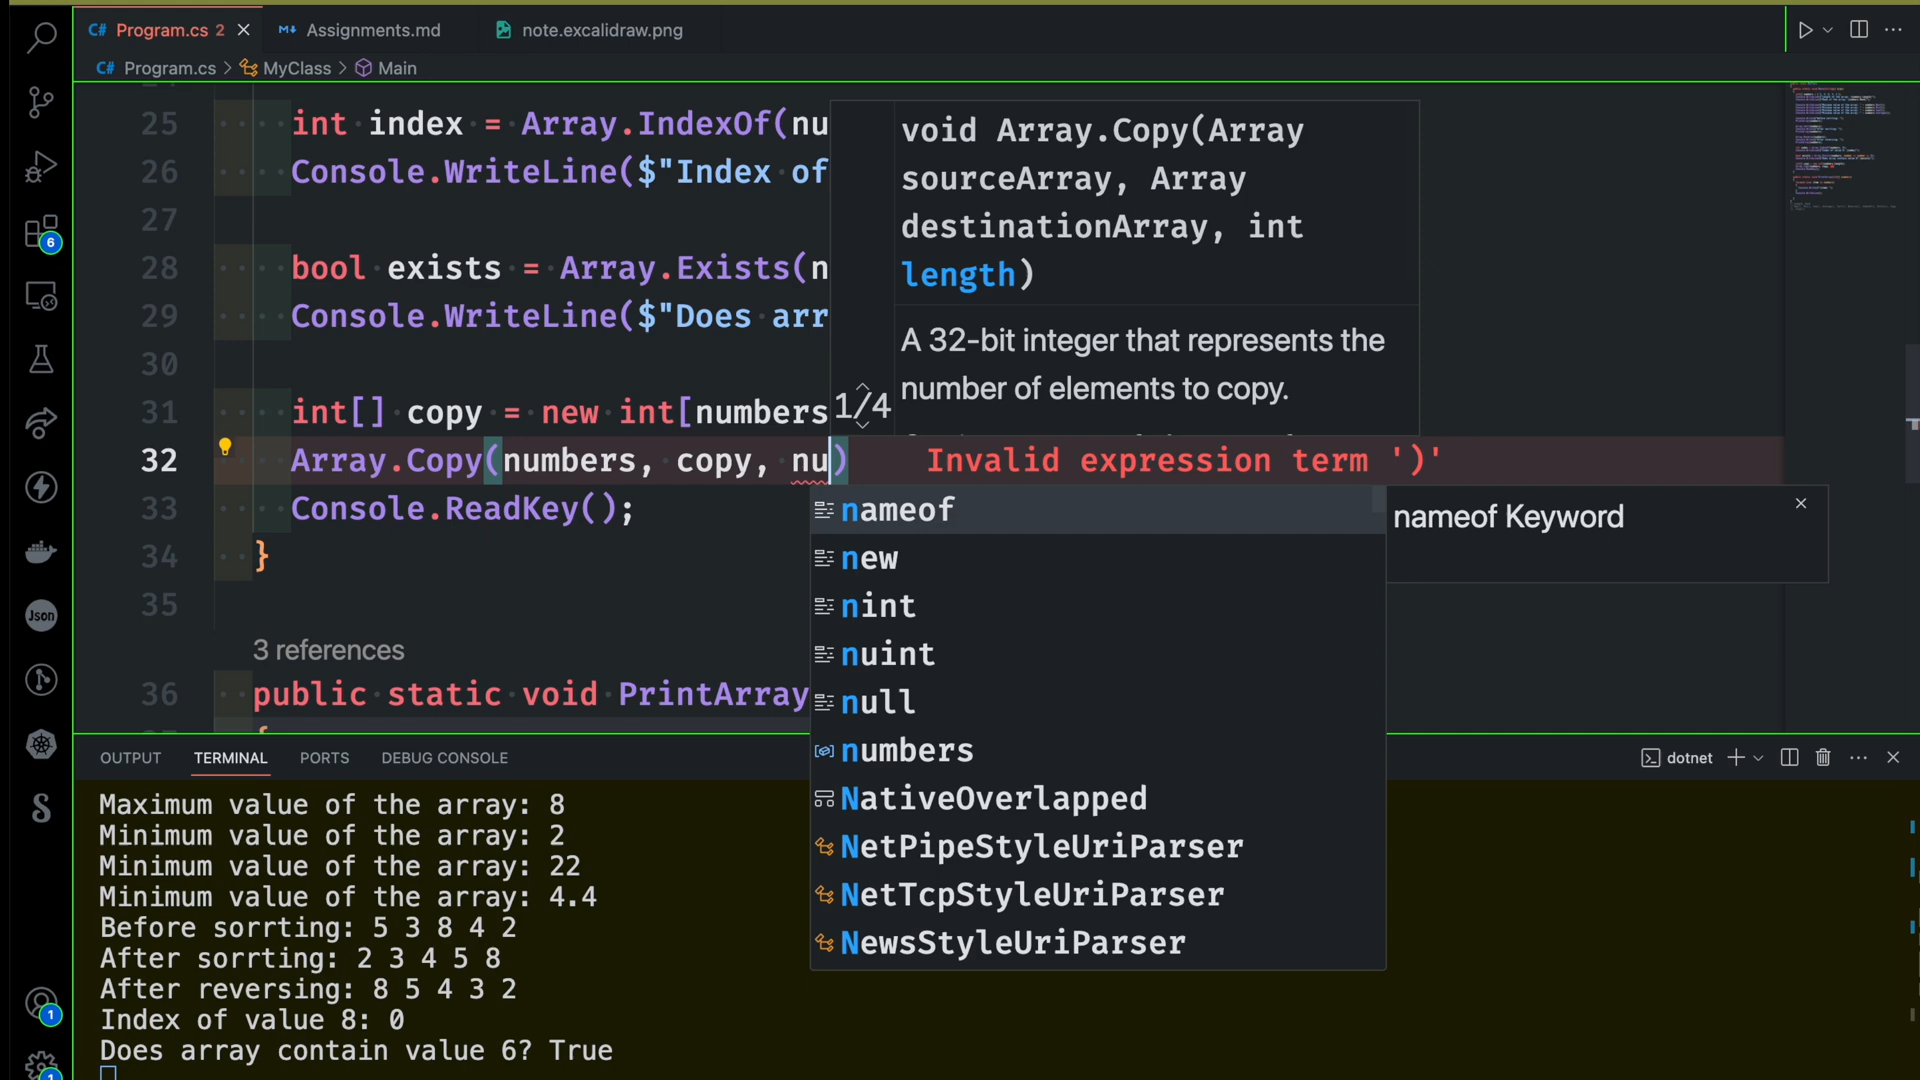 Program.cs 2
Assignments.md
note.excalidraw.png
Program.cs > MyClass > Main
25 int index = Array.IndexOf(nu
26 Console.WriteLine($"Index of
27
28 bool exists = Array.Exists(n
29 Console.WriteLine($"Does arr
30
31 int[] copy = new int[numbers
32 Array.Copy(numbers, copy, nu) Invalid expression term ')'
33 Console.ReadKey();
34 }
35
3 references
36 public static void PrintArray
{
void Array.Copy(Array
sourceArray, Array
destinationArray, int
length)
A 32-bit integer that represents the
number of elements to copy.
1/4
nameof
new
nint
nuint
null
numbers
NativeOverlapped
NetPipeStyleUriParser
NetTcpStyleUriParser
NewsStyleUriParser
nameof Keyword
6
Json
1
1
OUTPUT TERMINAL PORTS DEBUG CONSOLE
dotnet
Maximum value of the array: 8
Minimum value of the array: 2
Minimum value of the array: 22
Minimum value of the array: 4.4
Before sorrting: 5 3 8 4 2
After sorrting: 2 3 4 5 8
After reversing: 8 5 4 3 2
Index of value 8: 0
Does array contain value 6? True